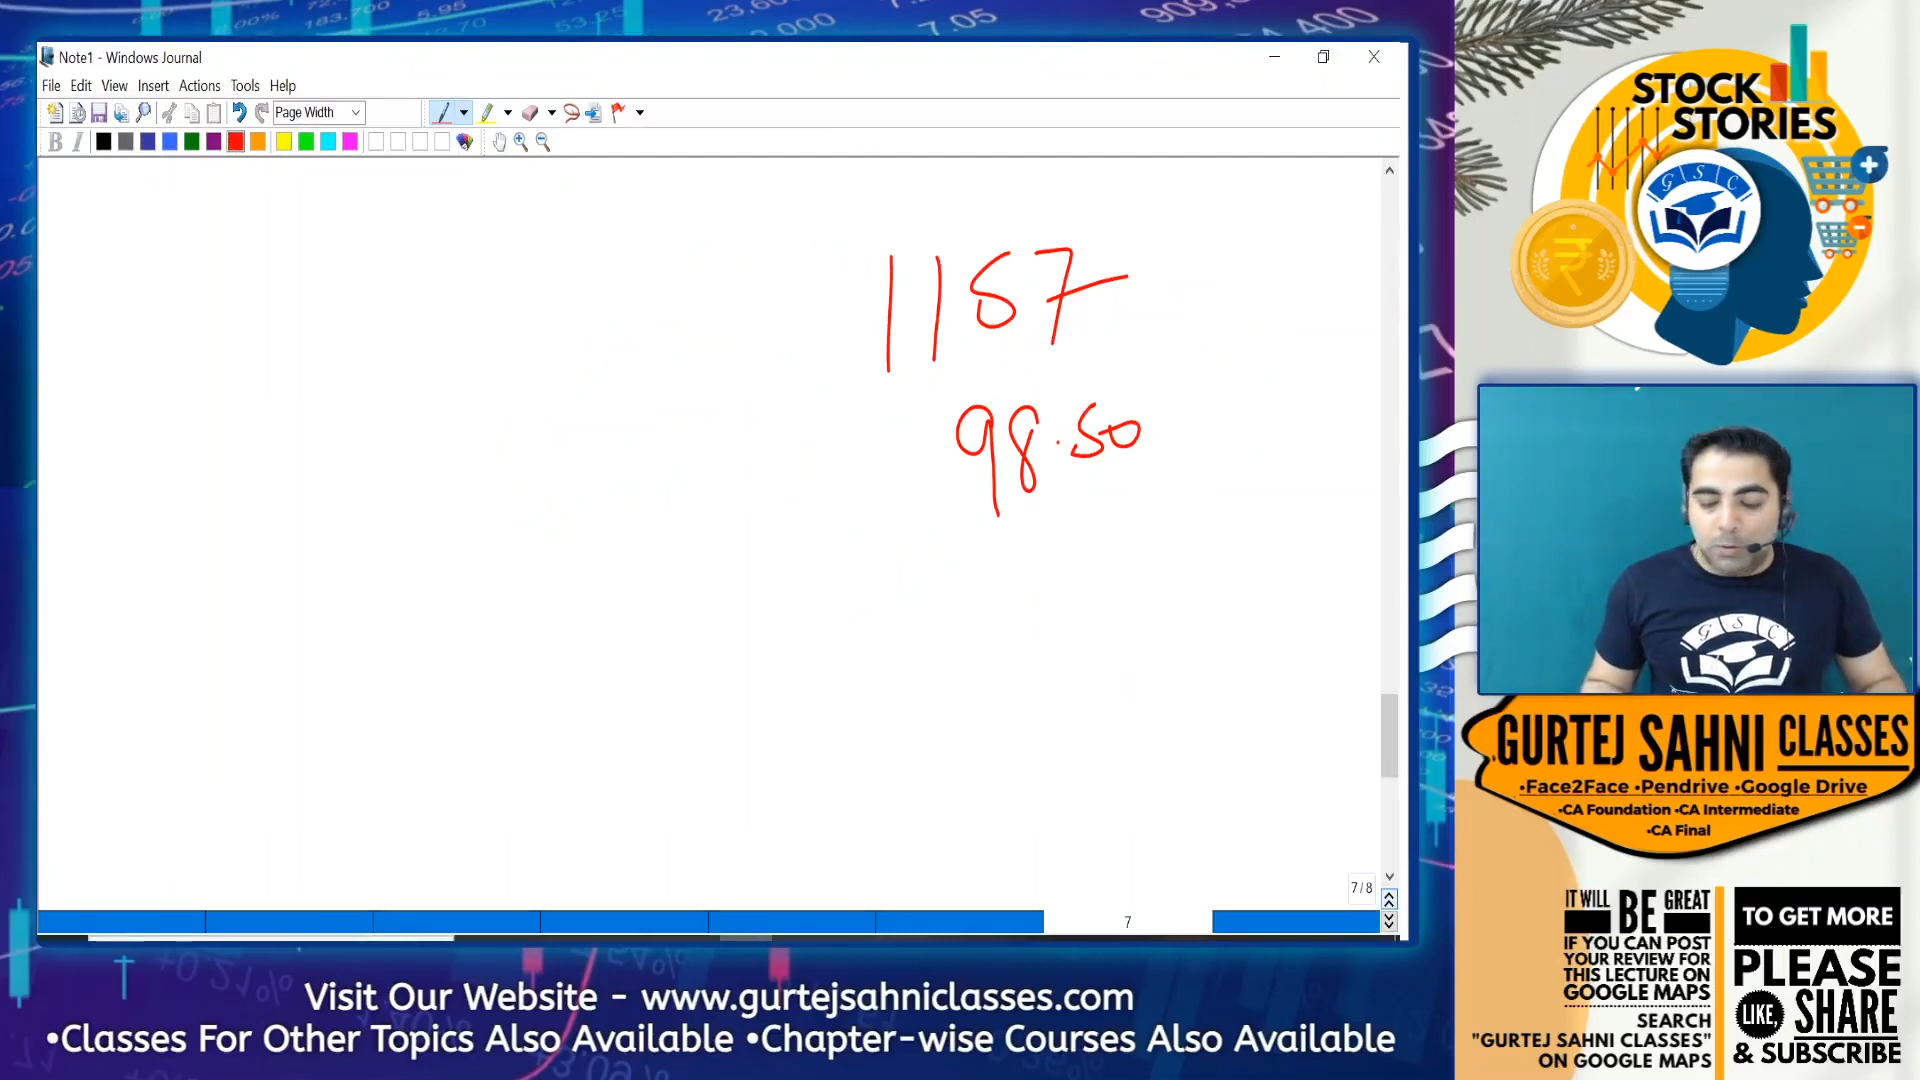 Note1 - Windows Journal
File Edit View Insert Actions Tools Help
Page Width
B I
1167
98.50
7 / 8
7
STOCK
STORIES
G S C
G S C
GURTEJ SAHNI CLASSES
•Face2Face •Pendrive •Google Drive
•CA Foundation •CA Intermediate
•CA Final
IT WILL BE GREAT
IF YOU CAN POST
YOUR REVIEW FOR
THIS LECTURE ON
GOOGLE MAPS
SEARCH
"GURTEJ SAHNI CLASSES"
ON GOOGLE MAPS
TO GET MORE
PLEASE
LIKE, SHARE
& SUBSCRIBE
Visit Our Website - www.gurtejsahniclasses.com
•Classes For Other Topics Also Available •Chapter-wise Courses Also Available